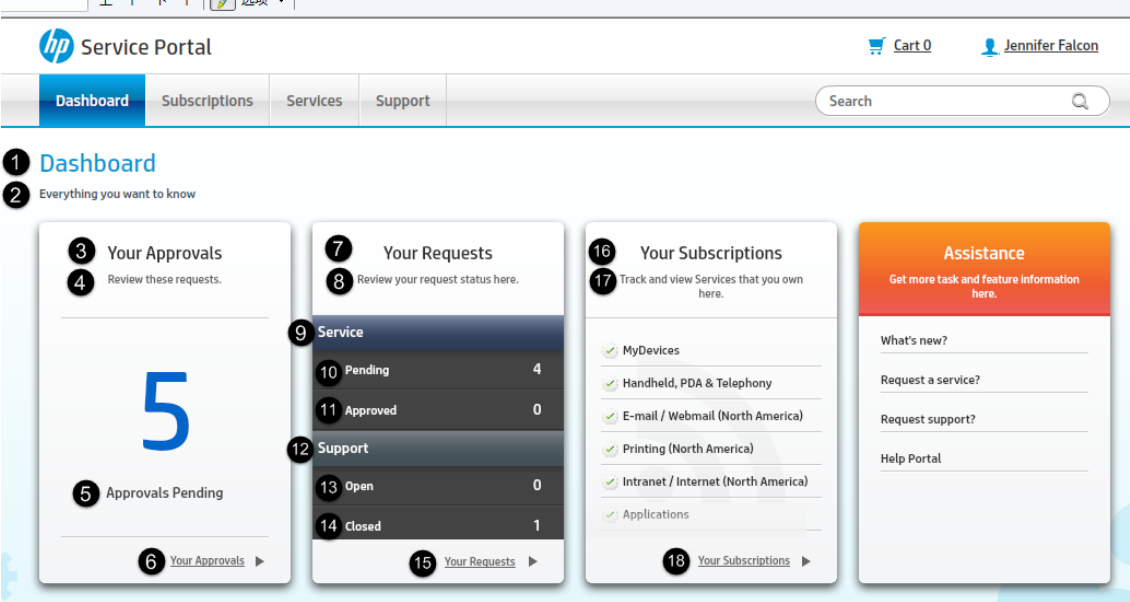 选项
hp Service Portal
Cart 0
Jennifer Falcon
Dashboard Subscriptions Services Support
Search
1 Dashboard
2 Everything you want to know
3 Your Approvals
4 Review these requests.
5
5 Approvals Pending
6 Your Approvals
7 Your Requests
8 Review your request status here.
9 Service
10 Pending 4
11 Approved 0
12 Support
13 Open 0
14 Closed 1
15 Your Requests
16 Your Subscriptions
17 Track and view Services that you own
here.
MyDevices
Handheld, PDA & Telephony
E-mail / Webmail (North America)
Printing (North America)
Intranet / Internet (North America)
Applications
18 Your Subscriptions
Assistance
Get more task and feature information
here.
What's new?
Request a service?
Request support?
Help Portal